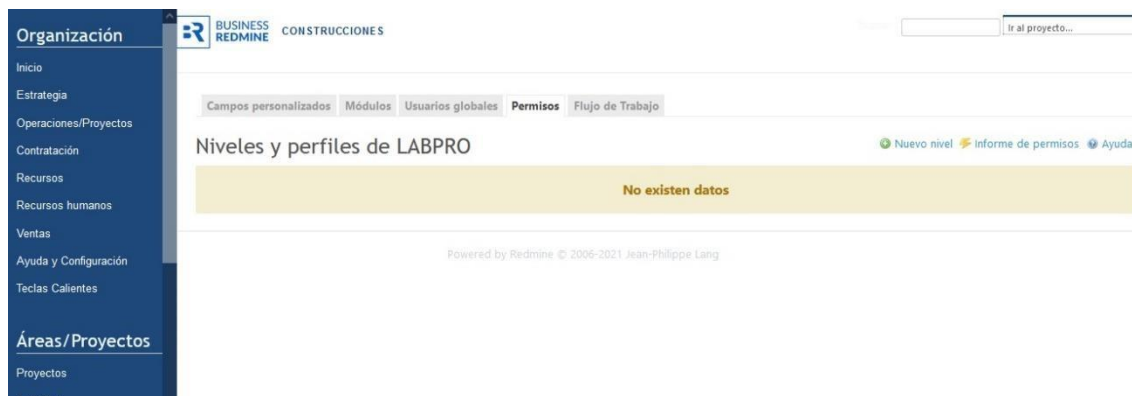 Organización
Inicio
Estrategia
Operaciones/Proyectos
Contratación
Recursos
Recursos humanos
Ventas
Ayuda y Configuración
Teclas Calientes
Áreas/Proyectos
Proyectos
BUSINESS
REDMINE
CONSTRUCCIONES
Ir al proyecto...
Campos personalizados Módulos Usuarios globales Permisos Flujo de Trabajo
Niveles y perfiles de LABPRO
Nuevo nivel Informe de permisos Ayuda
No existen datos
Powered by Redmine © 2006-2021 Jean-Philippe Lang